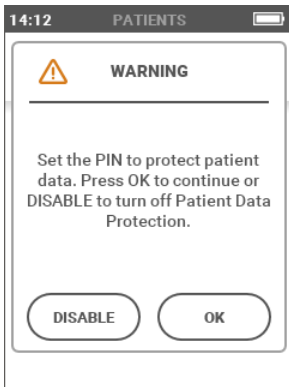 14:12 PATIENTS
WARNING
Set the PIN to protect patient
data. Press OK to continue or
DISABLE to turn off Patient Data
Protection.
DISABLE OK